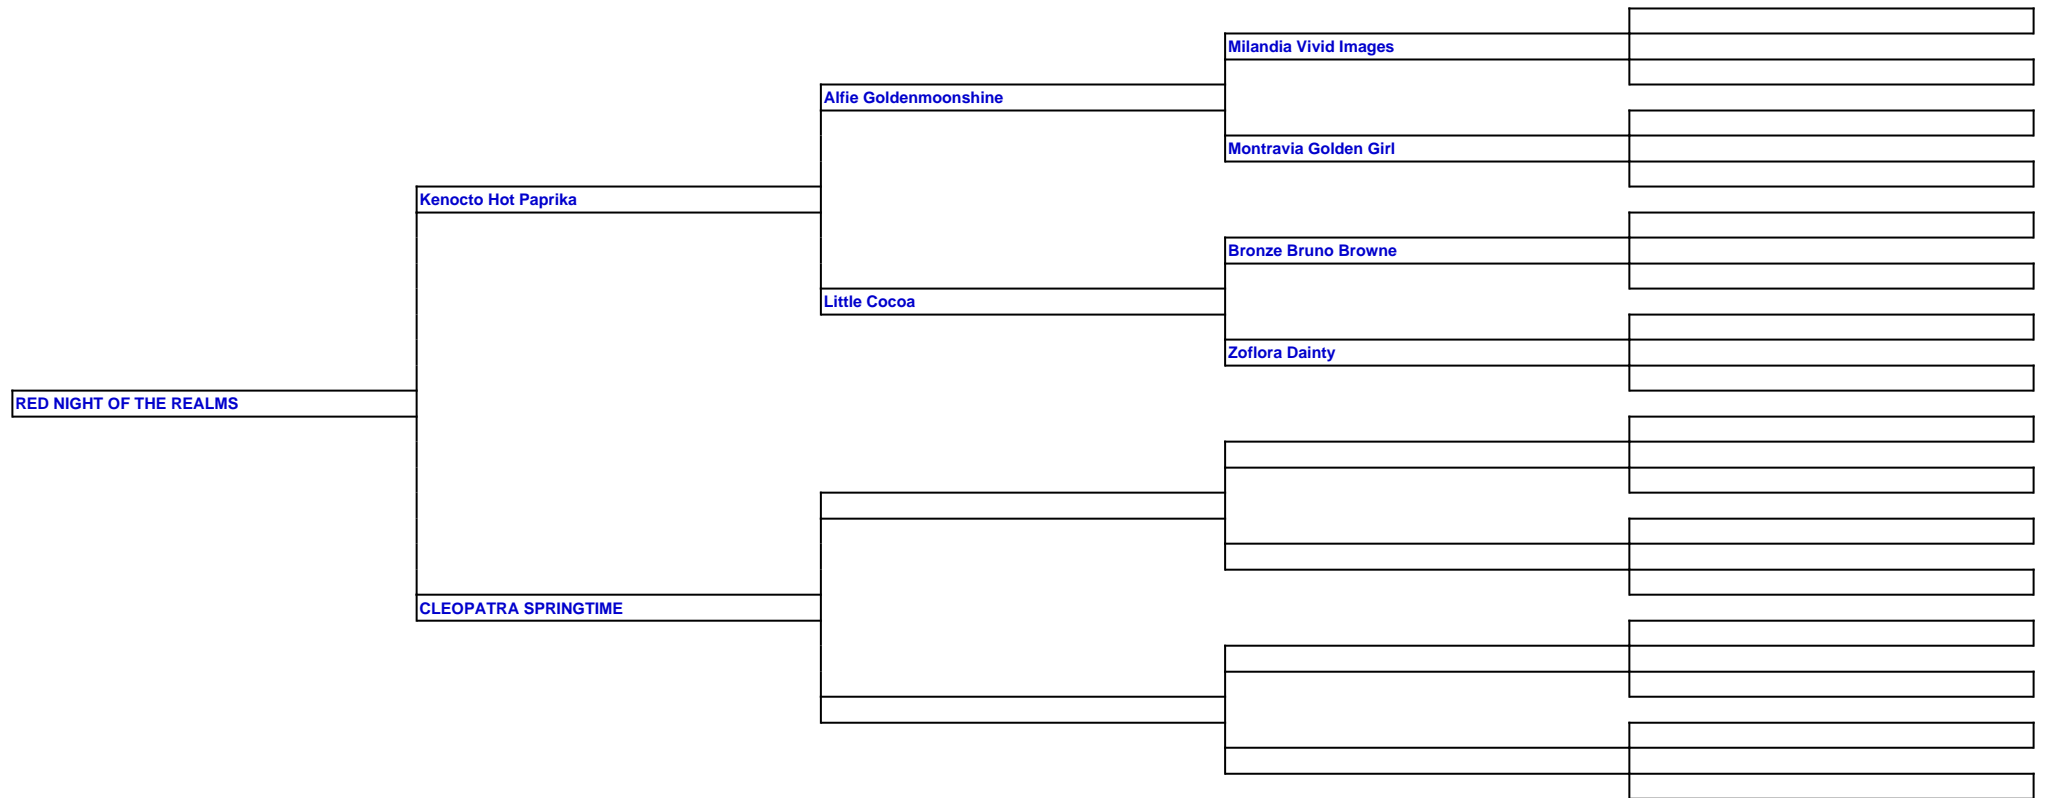 Milandia Vivid Images
Alfie Goldenmoonshine
Montravia Golden Girl
Kenocto Hot Paprika
Bronze Bruno Browne
Little Cocoa
Zoflora Dainty
RED NIGHT OF THE REALMS
CLEOPATRA SPRINGTIME